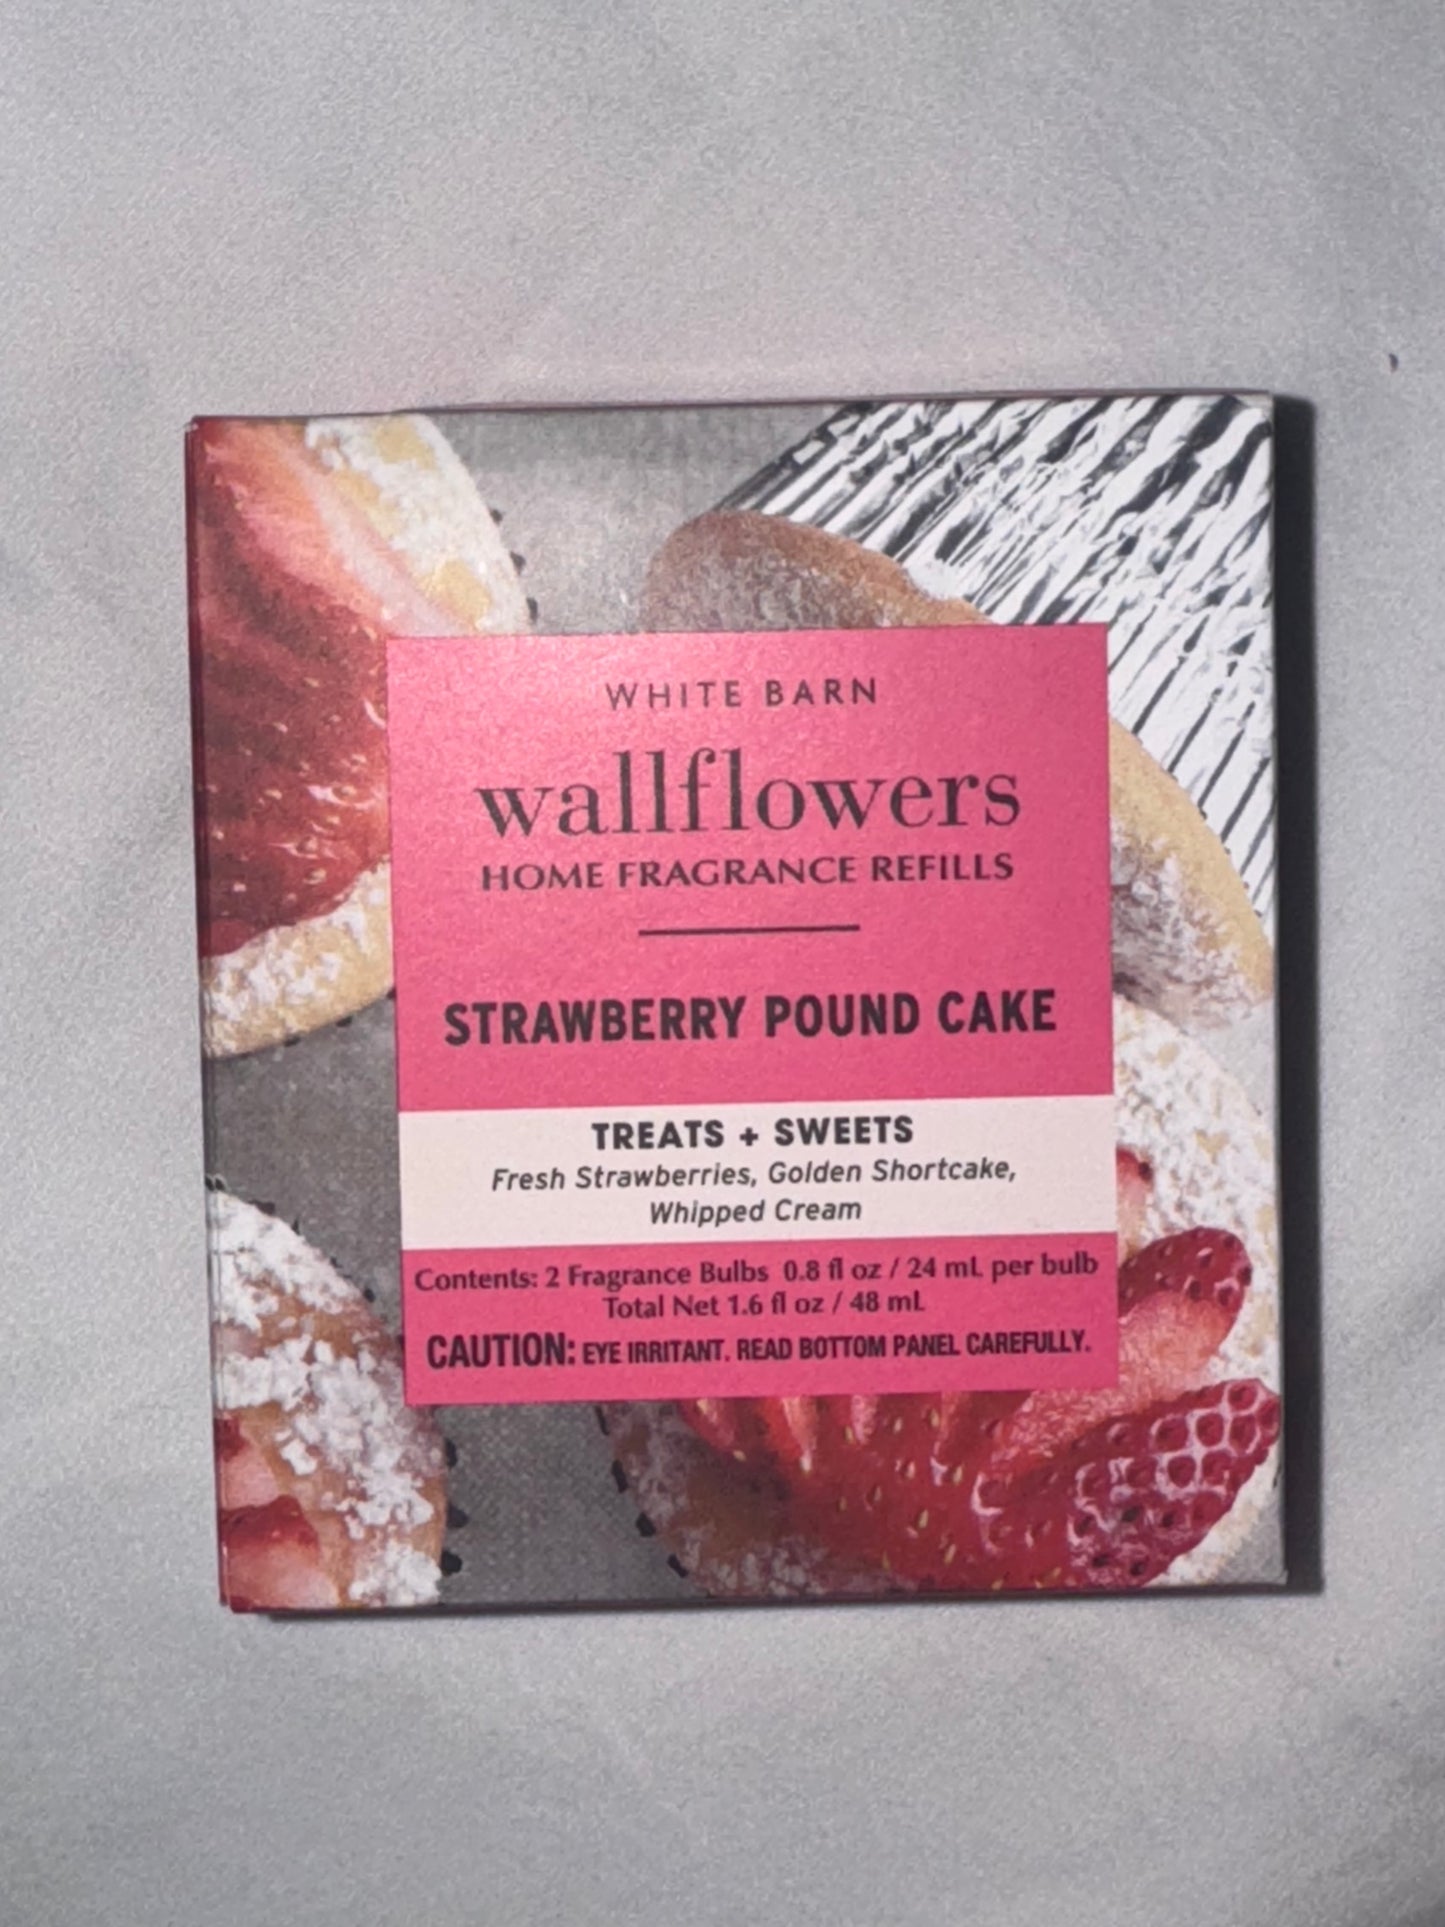 WHITE BARN
wallflowers
HOME FRAGRANCE REFILLS
STRAWBERRY POUND CAKE
TREATS + SWEETS
Fresh Strawberries, Golden Shortcake,
Whipped Cream
Contents: 2 Fragrance Bulbs 0.8 fl oz / 24 mL per bulb
Total Net 1.6 fl oz / 48 mL
CAUTION: EYE IRRITANT. READ BOTTOM PANEL CAREFULLY.